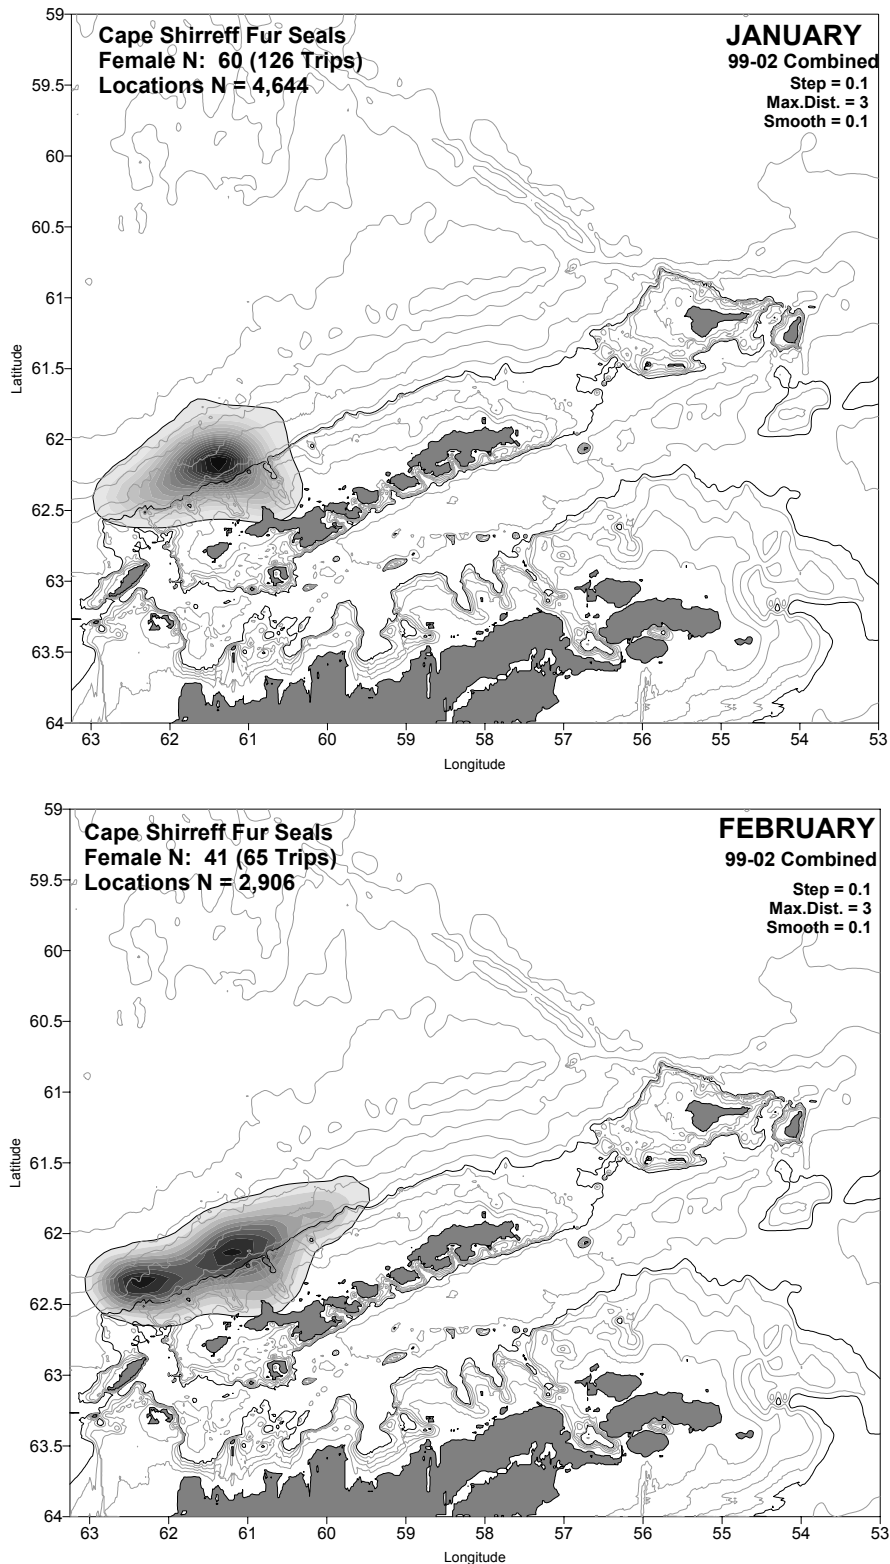 59
Cape Shirreff Fur Seals
JANUARY
Female N: 60 (126 Trips)
99-02 Combined
Locations N = 4,644
Step = 0.1
Max.Dist. = 3
Smooth = 0.1
59.5
60
60.5
61
61.5
62
62.5
63
63.5
64
Latitude
63 62 61 60 59 58 57 56 55 54 53
Longitude
59
Cape Shirreff Fur Seals
FEBRUARY
Female N: 41 (65 Trips)
99-02 Combined
Locations N = 2,906
Step = 0.1
Max.Dist. = 3
Smooth = 0.1
59.5
60
60.5
61
61.5
62
62.5
63
63.5
64
Latitude
63 62 61 60 59 58 57 56 55 54 53
Longitude